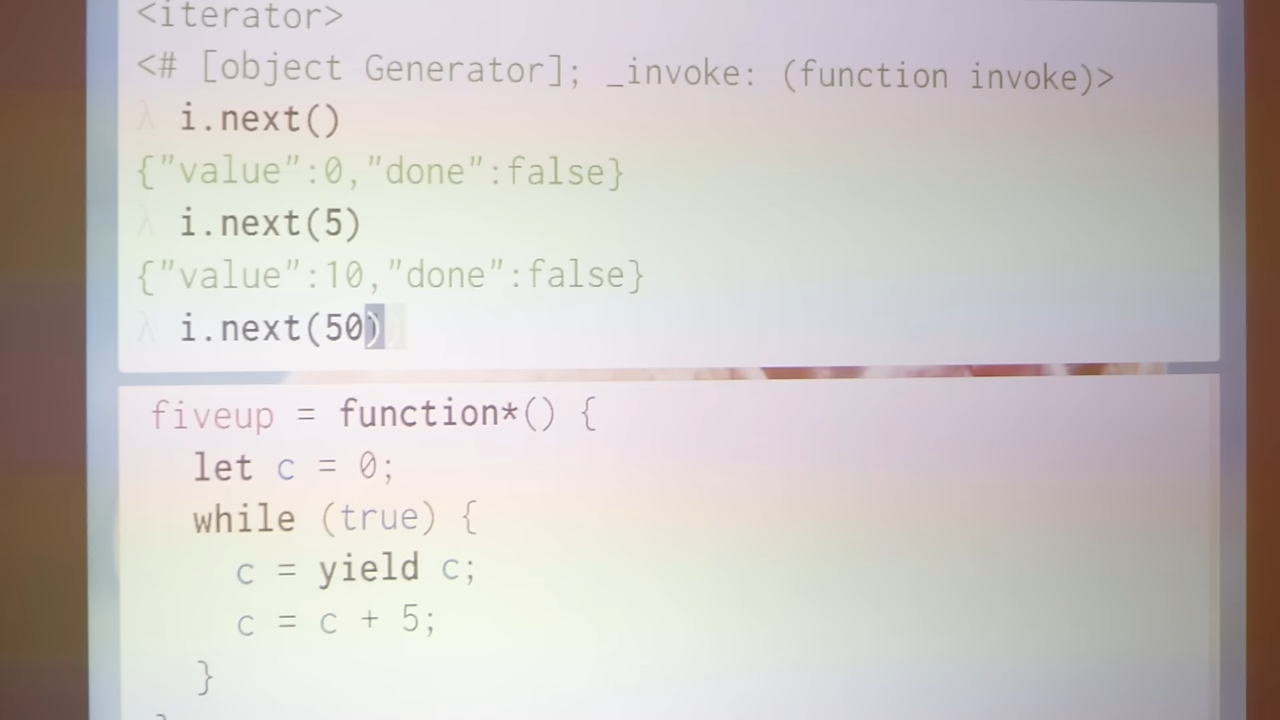 <iterator>
<# [object Generator]; _invoke: (function invoke)>
λ i.next()
{"value":0,"done":false}
λ i.next(5)
{"value":10,"done":false}
λ i.next(50)
fiveup = function*() {
let c = 0;
while (true) {
c = yield c;
c = c + 5;
}
}